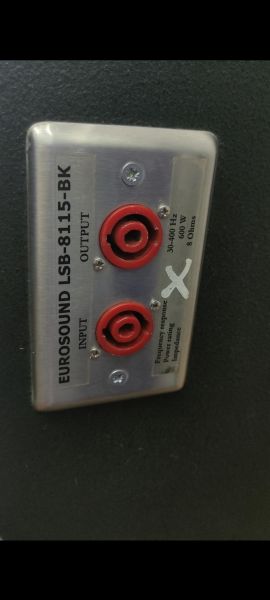 EUROSOUND LSB-8115-BK
INPUT OUTPUT
Frequency response 30-400 Hz
Power rating 600 W
Impedance 8 Ohms
X